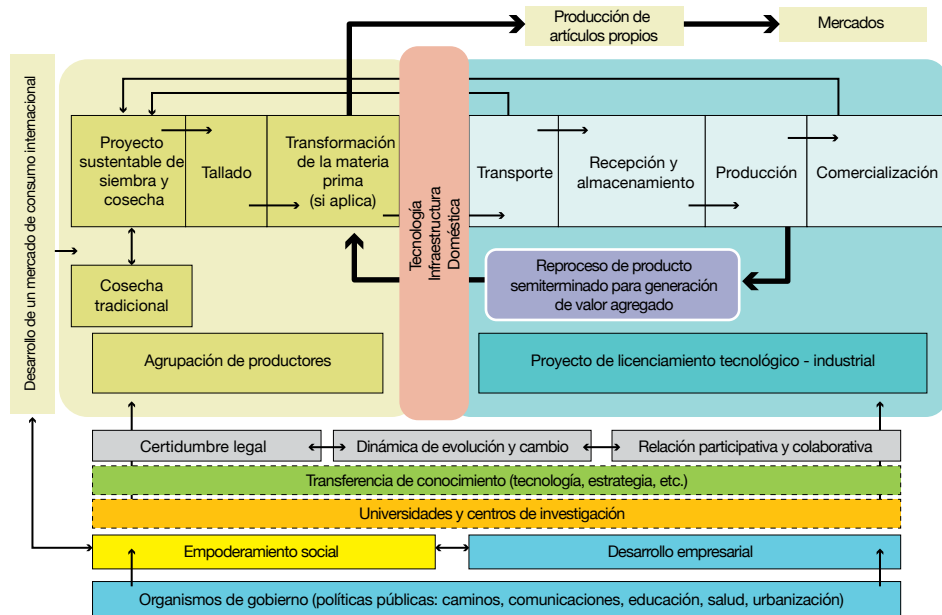 Producción de
artículos propios
Mercados
Desarrollo de un mercado de consumo internacional
Proyecto
sustentable de
siembra y
cosecha
Tallado
Transformación
de la materia
prima
(si aplica)
Tecnología
Infraestructura
Doméstica
Transporte
Recepción y
almacenamiento
Producción
Comercialización
Cosecha
tradicional
Reproceso de producto
semiterminado para generación
de valor agregado
Agrupación de productores
Proyecto de licenciamiento tecnológico - industrial
Certidumbre legal
Dinámica de evolución y cambio
Relación participativa y colaborativa
Transferencia de conocimiento (tecnología, estrategia, etc.)
Universidades y centros de investigación
Empoderamiento social
Desarrollo empresarial
Organismos de gobierno (políticas públicas: caminos, comunicaciones, educación, salud, urbanización)